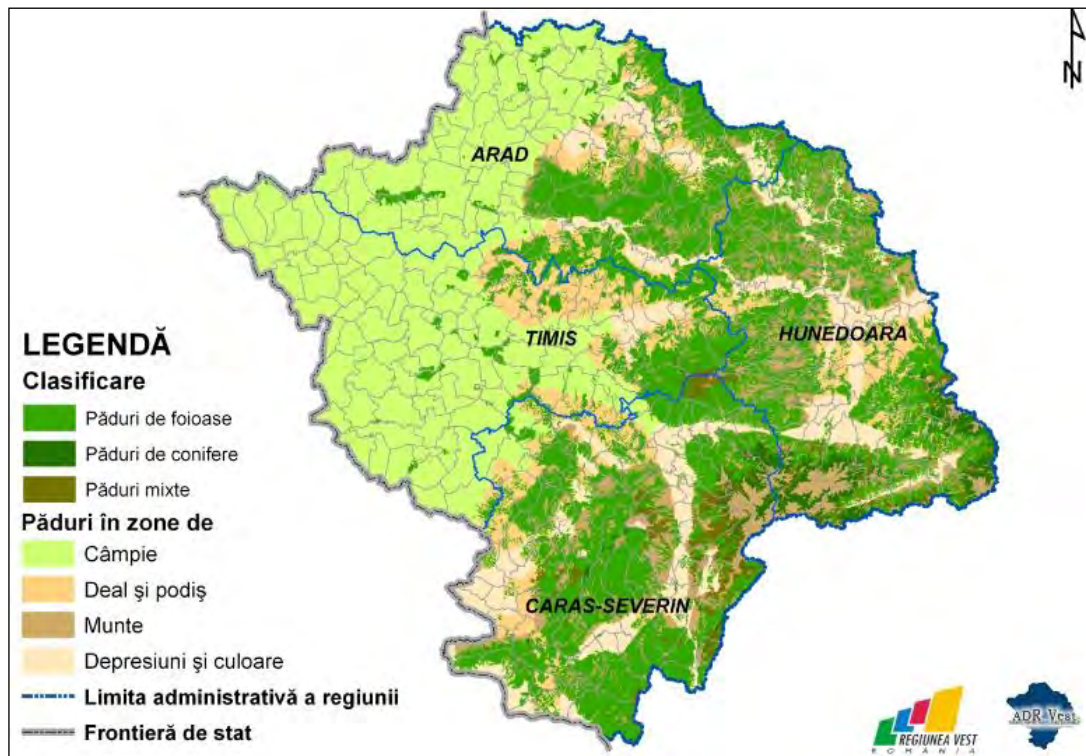 N
ARAD
TIMIS
HUNEDOARA
CARAS-SEVERIN
LEGENDĂ
Clasificare
Păduri de foioase
Păduri de conifere
Păduri mixte
Păduri în zone de
Câmpie
Deal şi podiş
Munte
Depresiuni şi culoare
Limita administrativă a regiunii
Frontieră de stat
REGIUNEA VEST
ROMÂNIA
ADR Vest